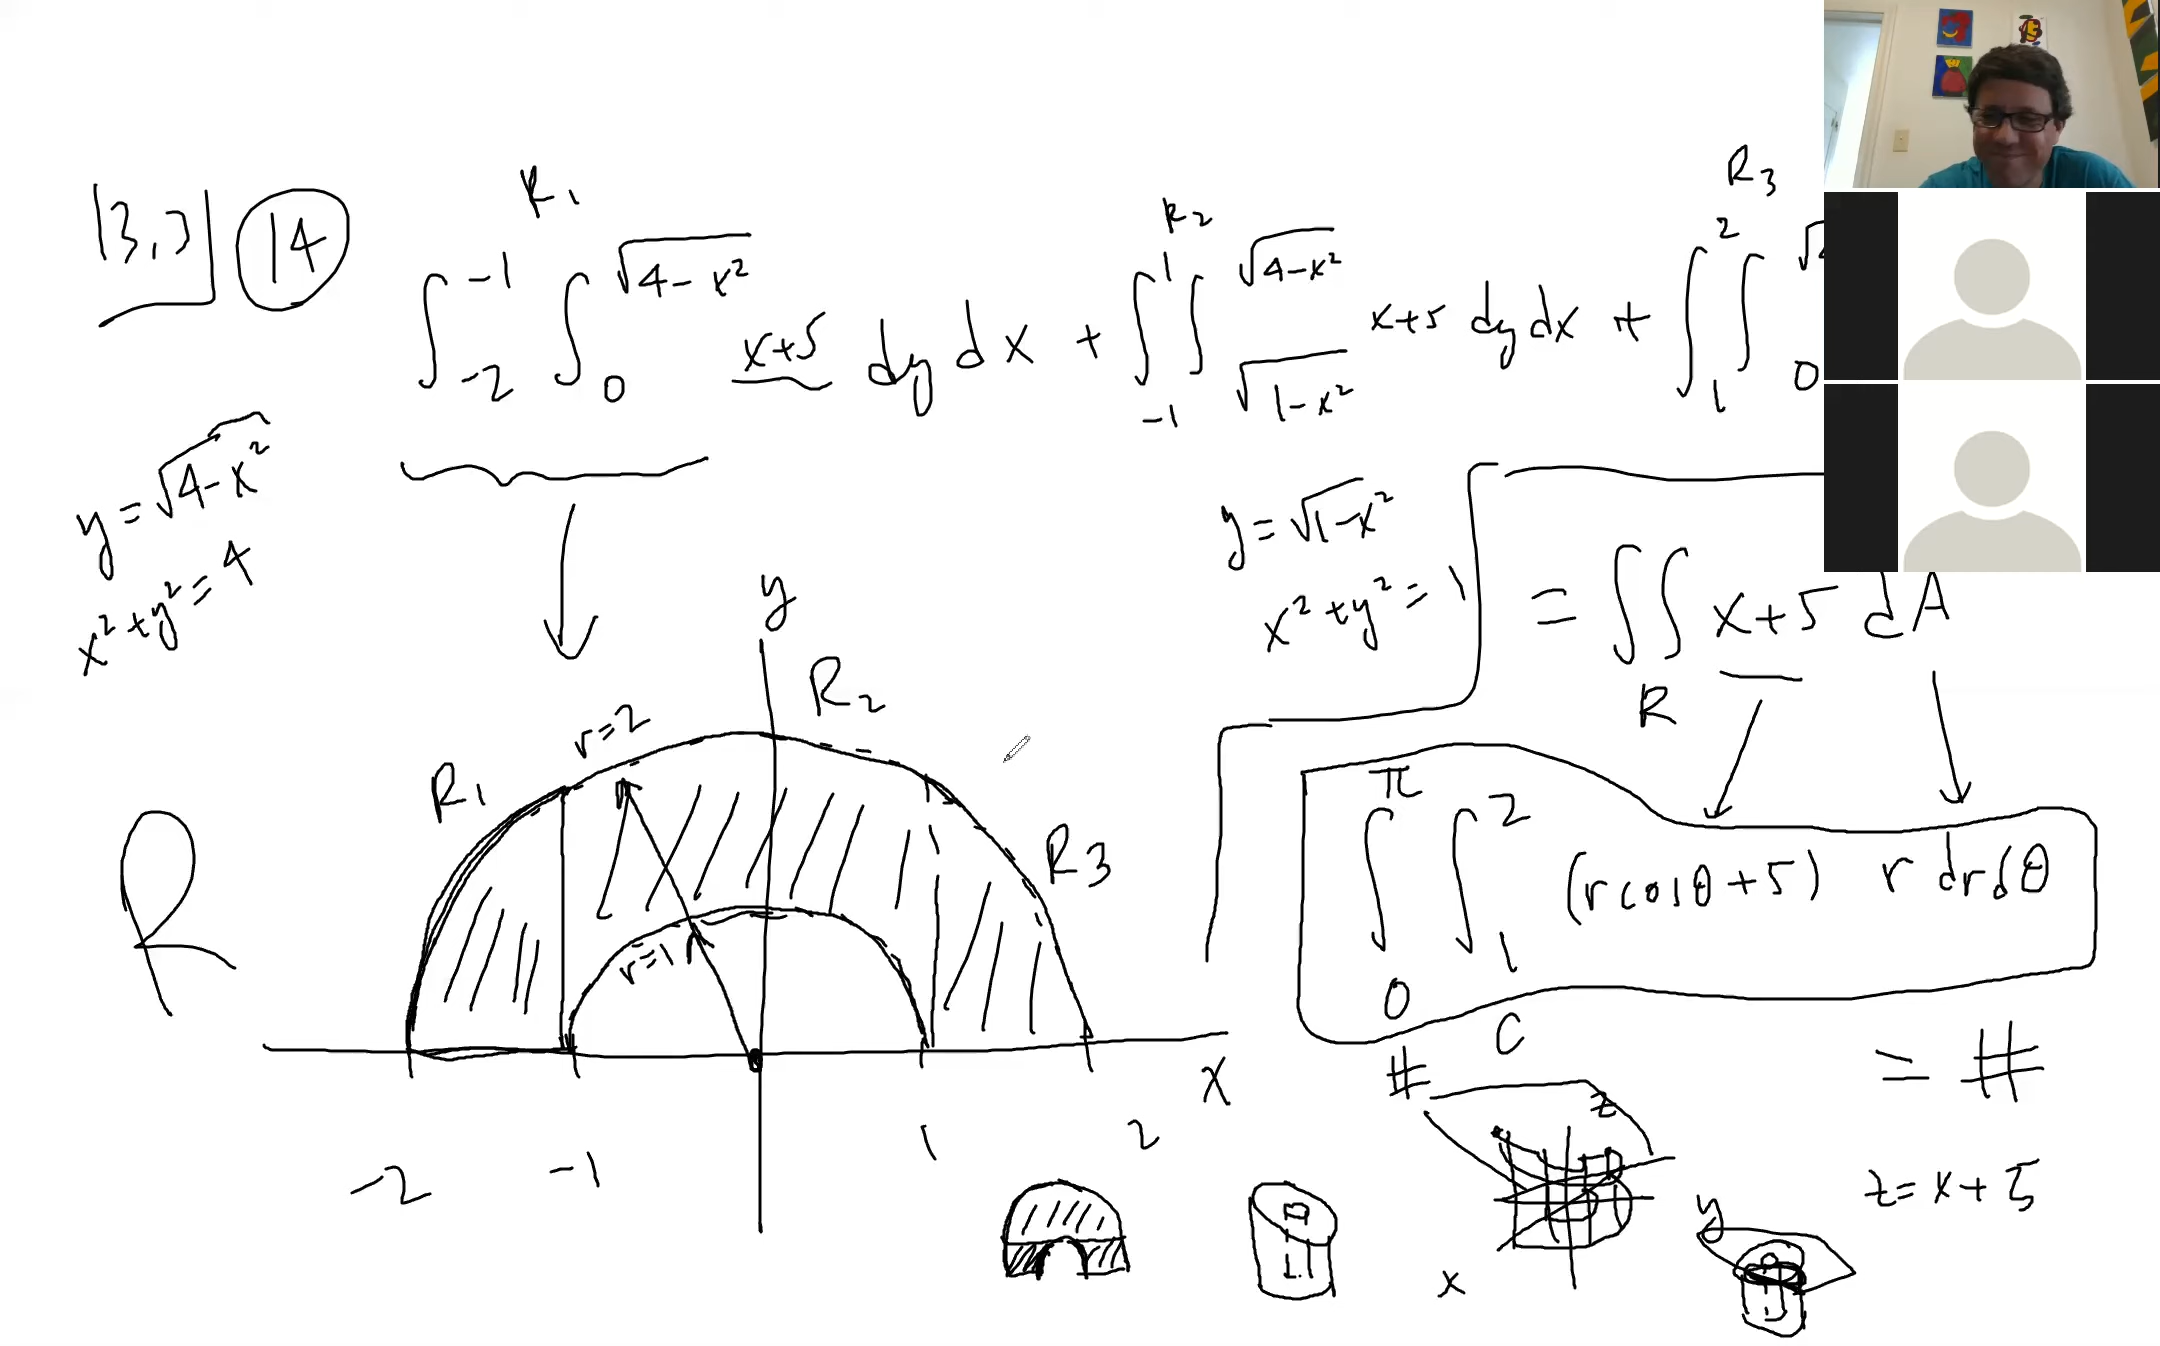 13.3 14
R₁
∫_{-2}^{-1} ∫_0^{√(4-x²)} x+5 dy dx +
R₂
∫_{-1}^{1} ∫_{√(1-x²)}^{√(4-x²)} x+5 dy dx +
R₃
∫_1^2 ∫_0
y = √(4-x²)
x² + y² = 4
y = √(1-x²)
x² + y² = 1
= ∫∫_R x+5 dA
y
R₂
r=2
R₁
R₃
r=1
R
x
-2 -1 1 2
∫_0^π ∫_1^2 (r cosθ + 5) r dr dθ
C
#
= #
z
z = x + 5
y
x